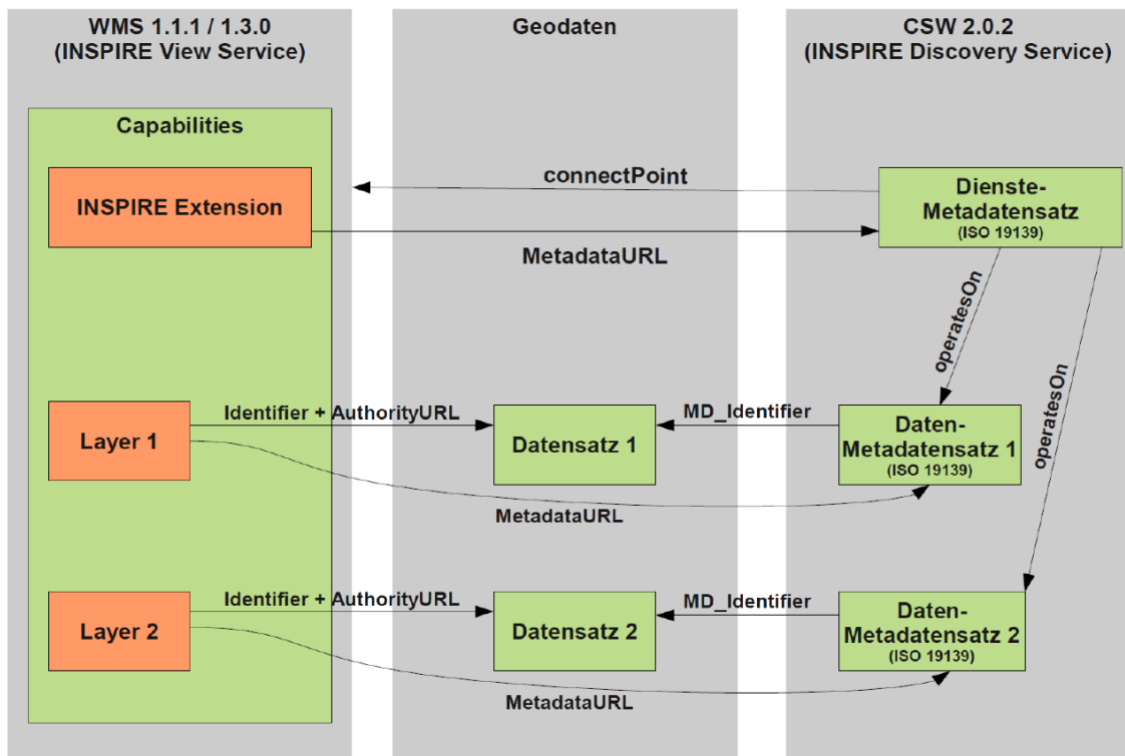 WMS 1.1.1 / 1.3.0
(INSPIRE View Service)
Geodaten
CSW 2.0.2
(INSPIRE Discovery Service)
Capabilities
INSPIRE Extension
connectPoint
MetadataURL
Dienste-
Metadatensatz
(ISO 19139)
operatesOn
operatesOn
Layer 1
Identifier + AuthorityURL
Datensatz 1
MD_Identifier
Daten-
Metadatensatz 1
(ISO 19139)
MetadataURL
Layer 2
Identifier + AuthorityURL
Datensatz 2
MD_Identifier
Daten-
Metadatensatz 2
(ISO 19139)
MetadataURL